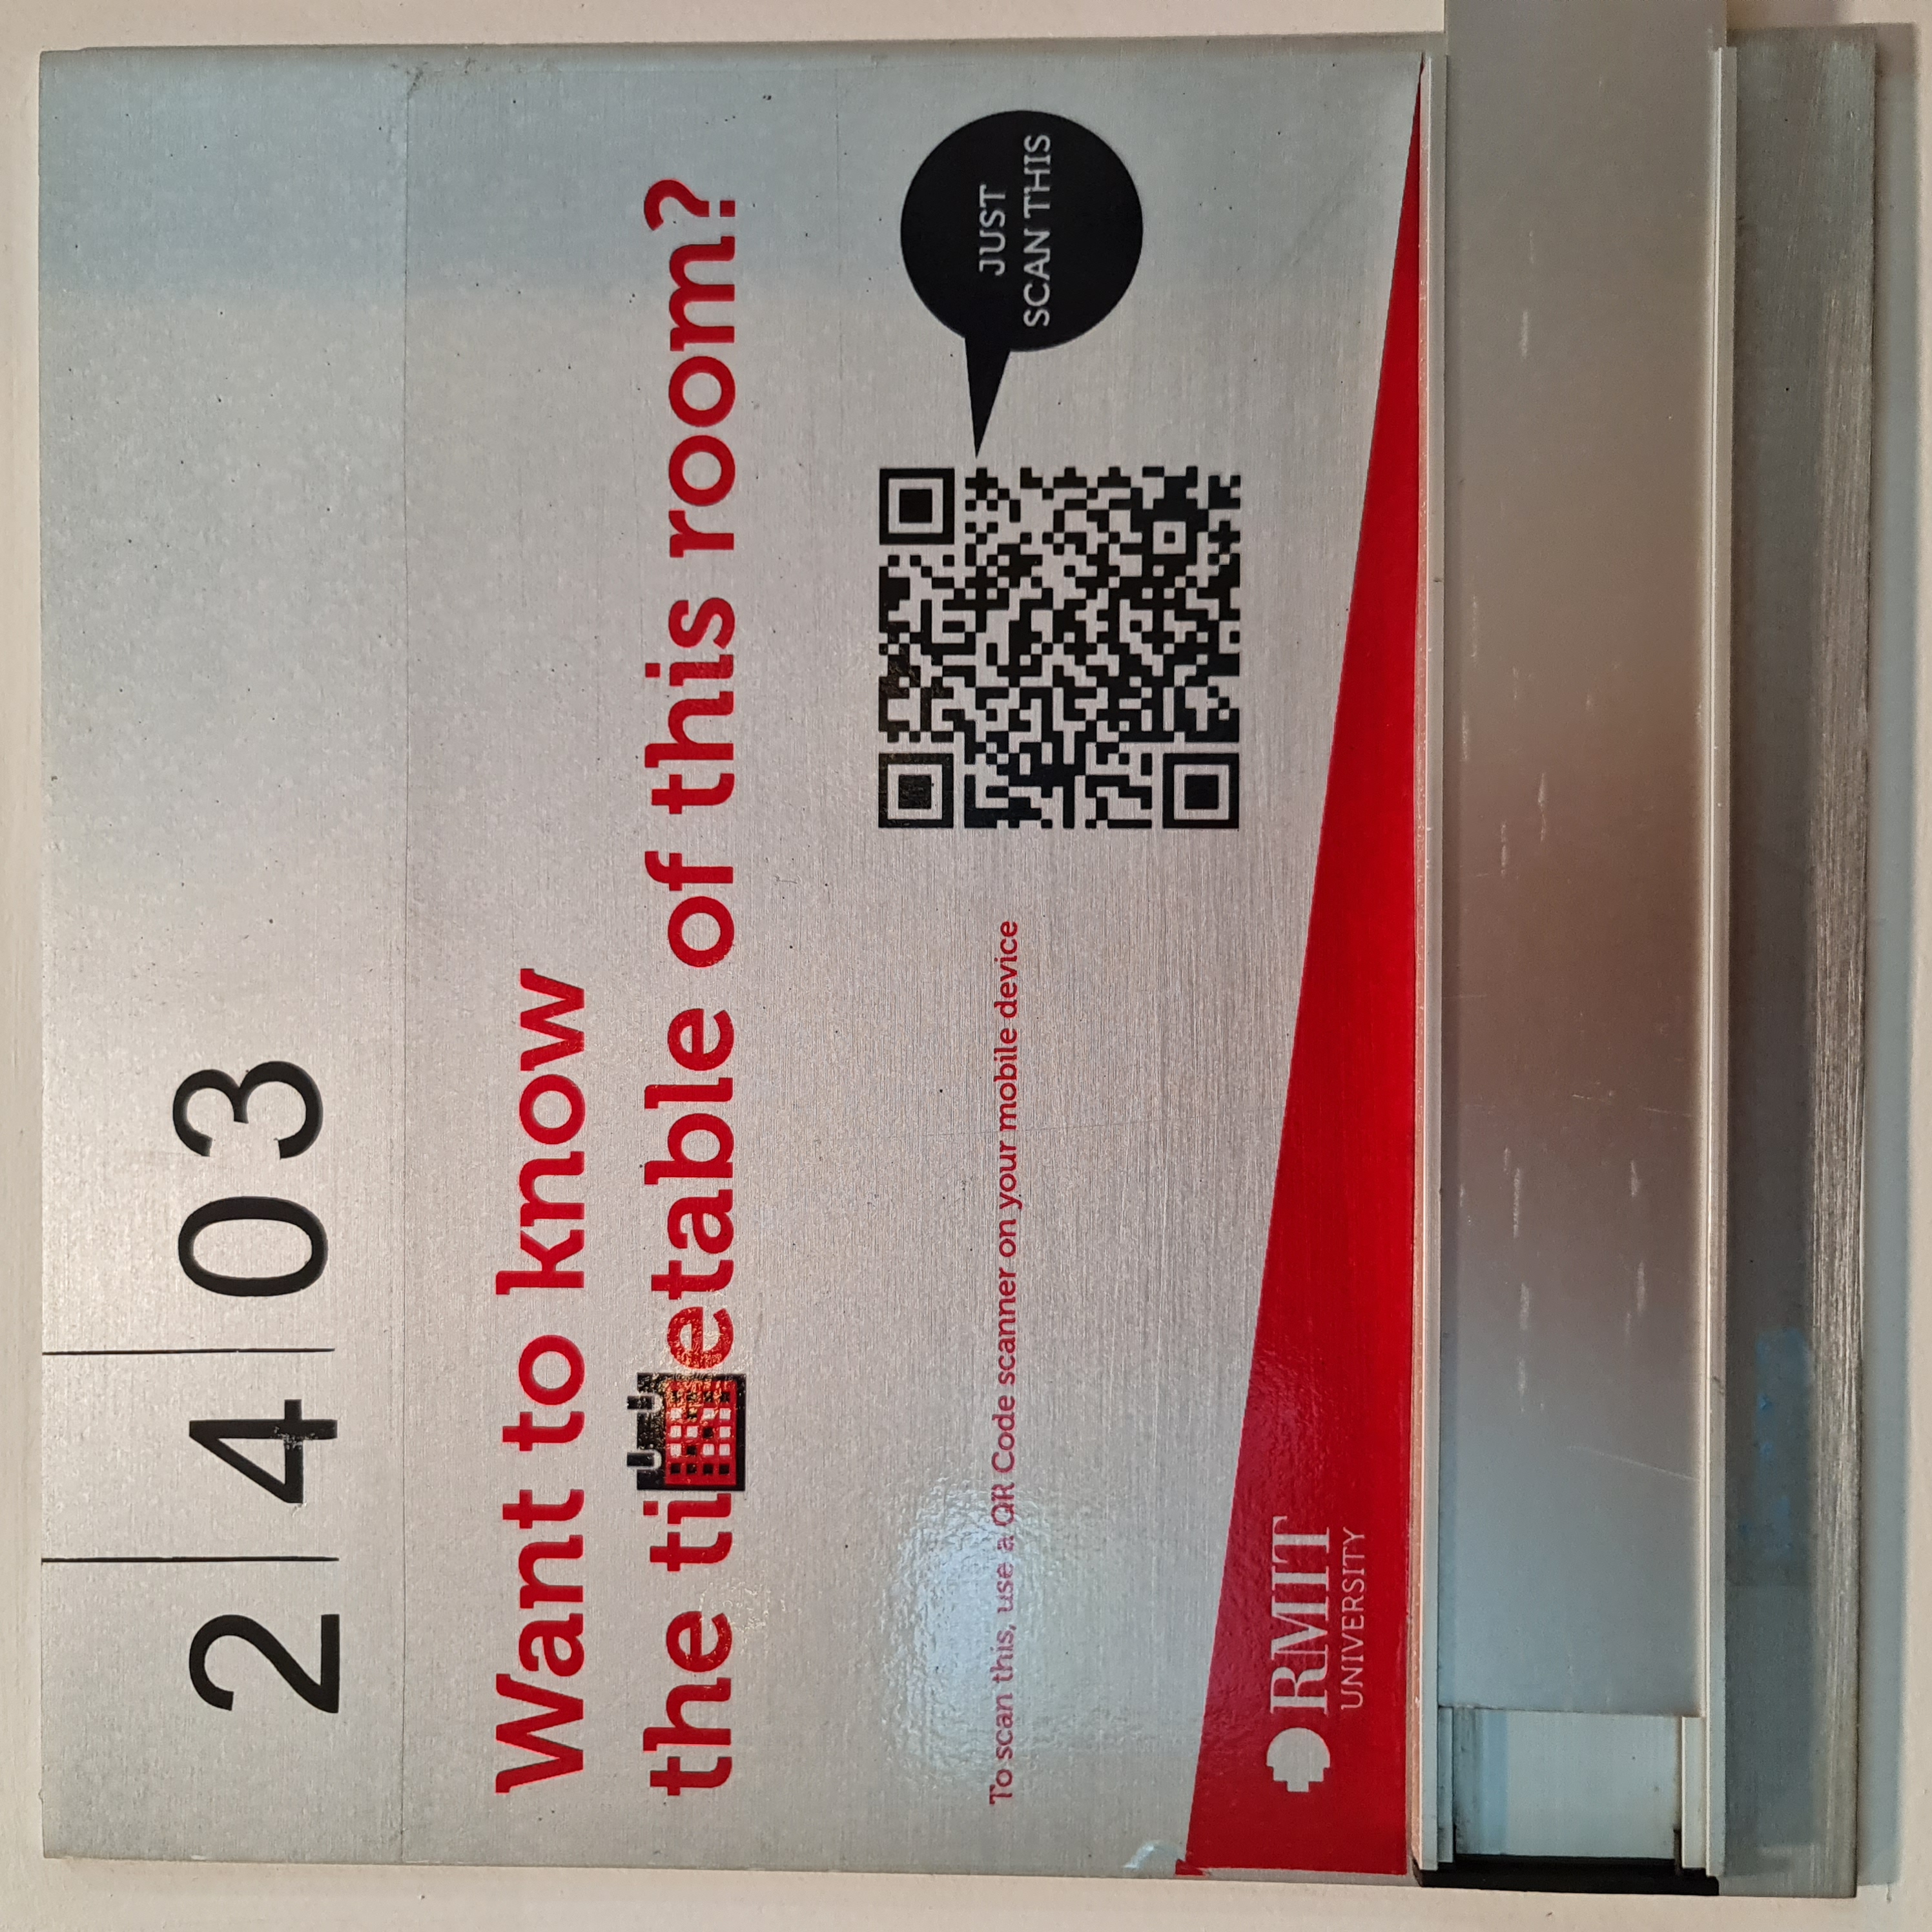 2 4 03
Want to know
the timetable of this room?
To scan this, use a QR Code scanner on your mobile device
JUST
SCAN THIS
RMIT
UNIVERSITY